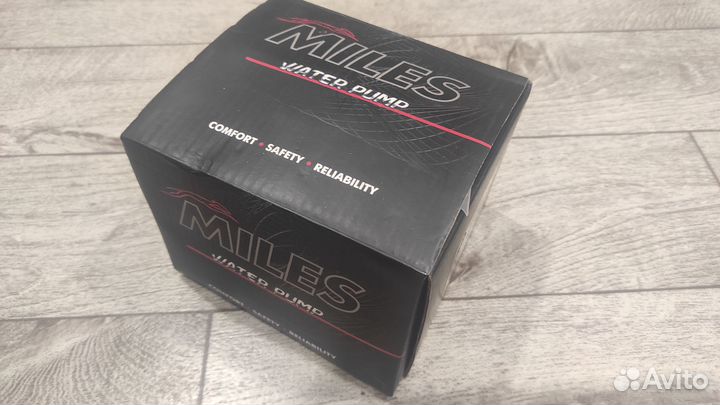 MILES
WATER PUMP
COMFORT • SAFETY • RELIABILITY
MILES
WATER PUMP
COMFORT • SAFETY • RELIABILITY
Avito